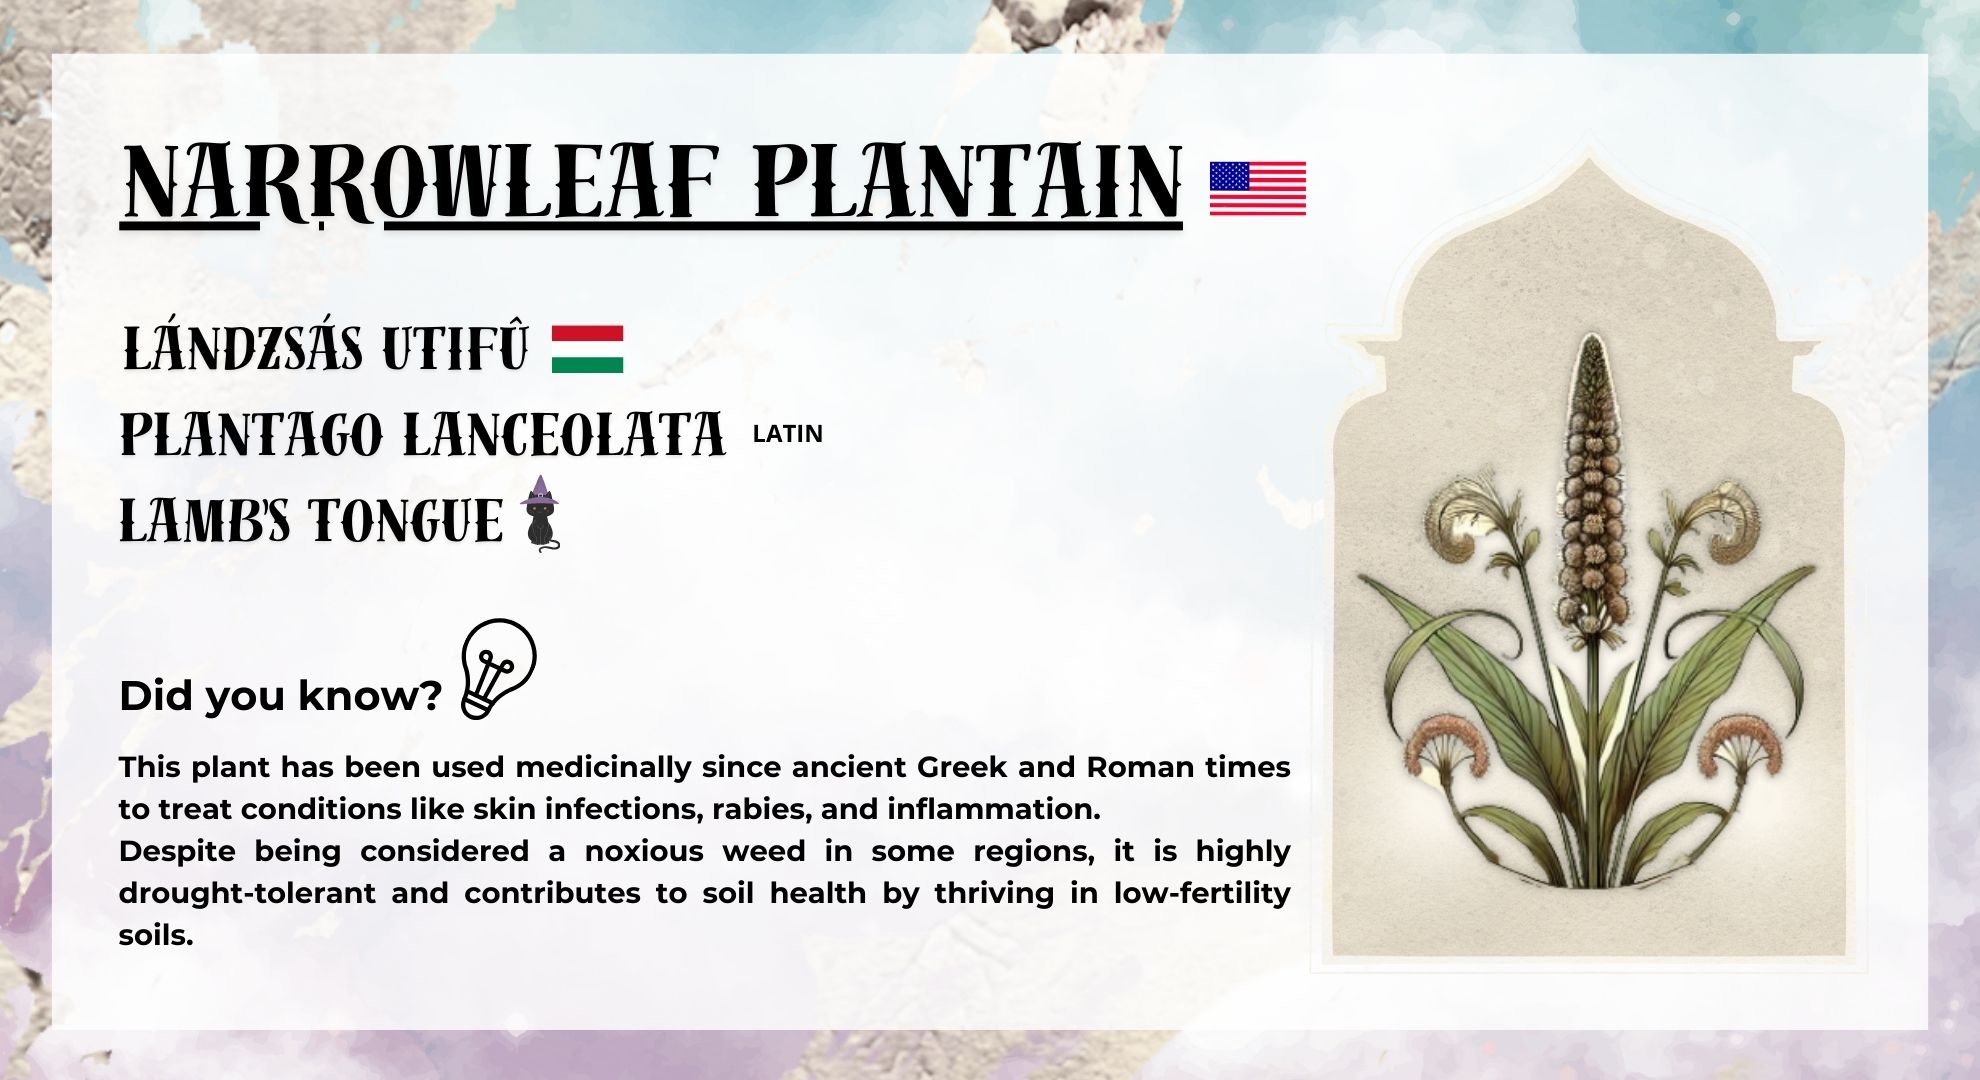 NARROWLEAF PLANTAIN
LÁNDZSÁS UTIFÛ
PLANTAGO LANCEOLATA LATIN
LAMB'S TONGUE
Did you know?
This plant has been used medicinally since ancient Greek and Roman times
to treat conditions like skin infections, rabies, and inflammation.
Despite being considered a noxious weed in some regions, it is highly
drought-tolerant and contributes to soil health by thriving in low-fertility
soils.